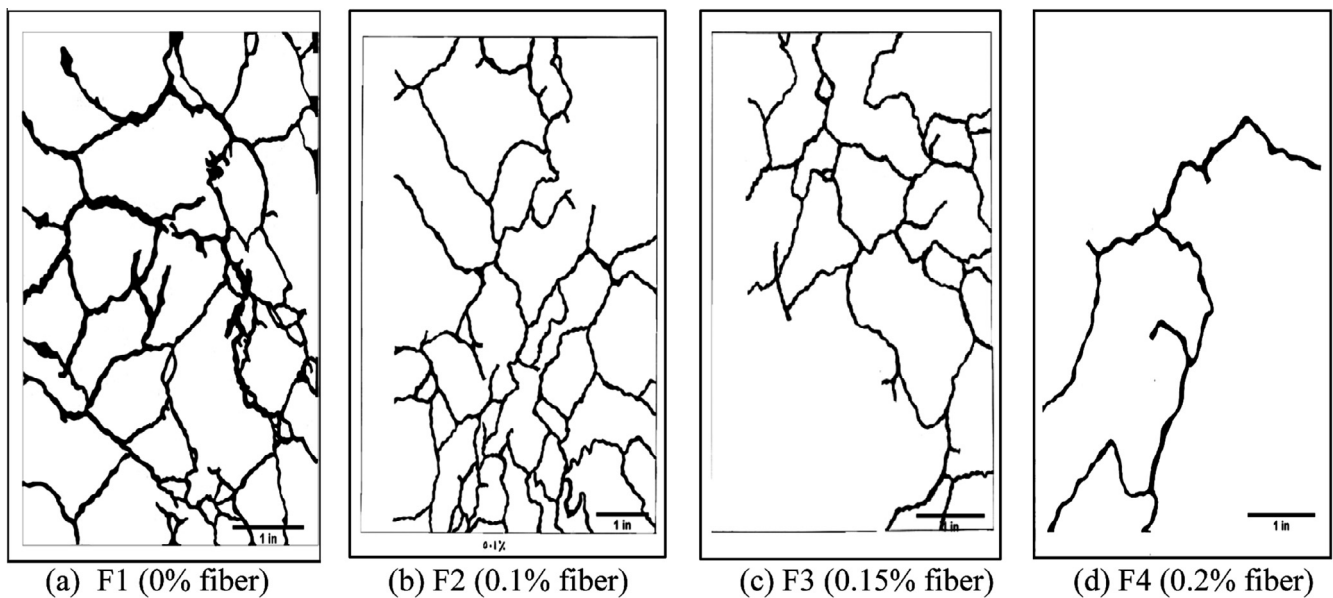 1 in
1 in
1 in
1 in
0.1%
(a) F1 (0% fiber)
(b) F2 (0.1% fiber)
(c) F3 (0.15% fiber)
(d) F4 (0.2% fiber)